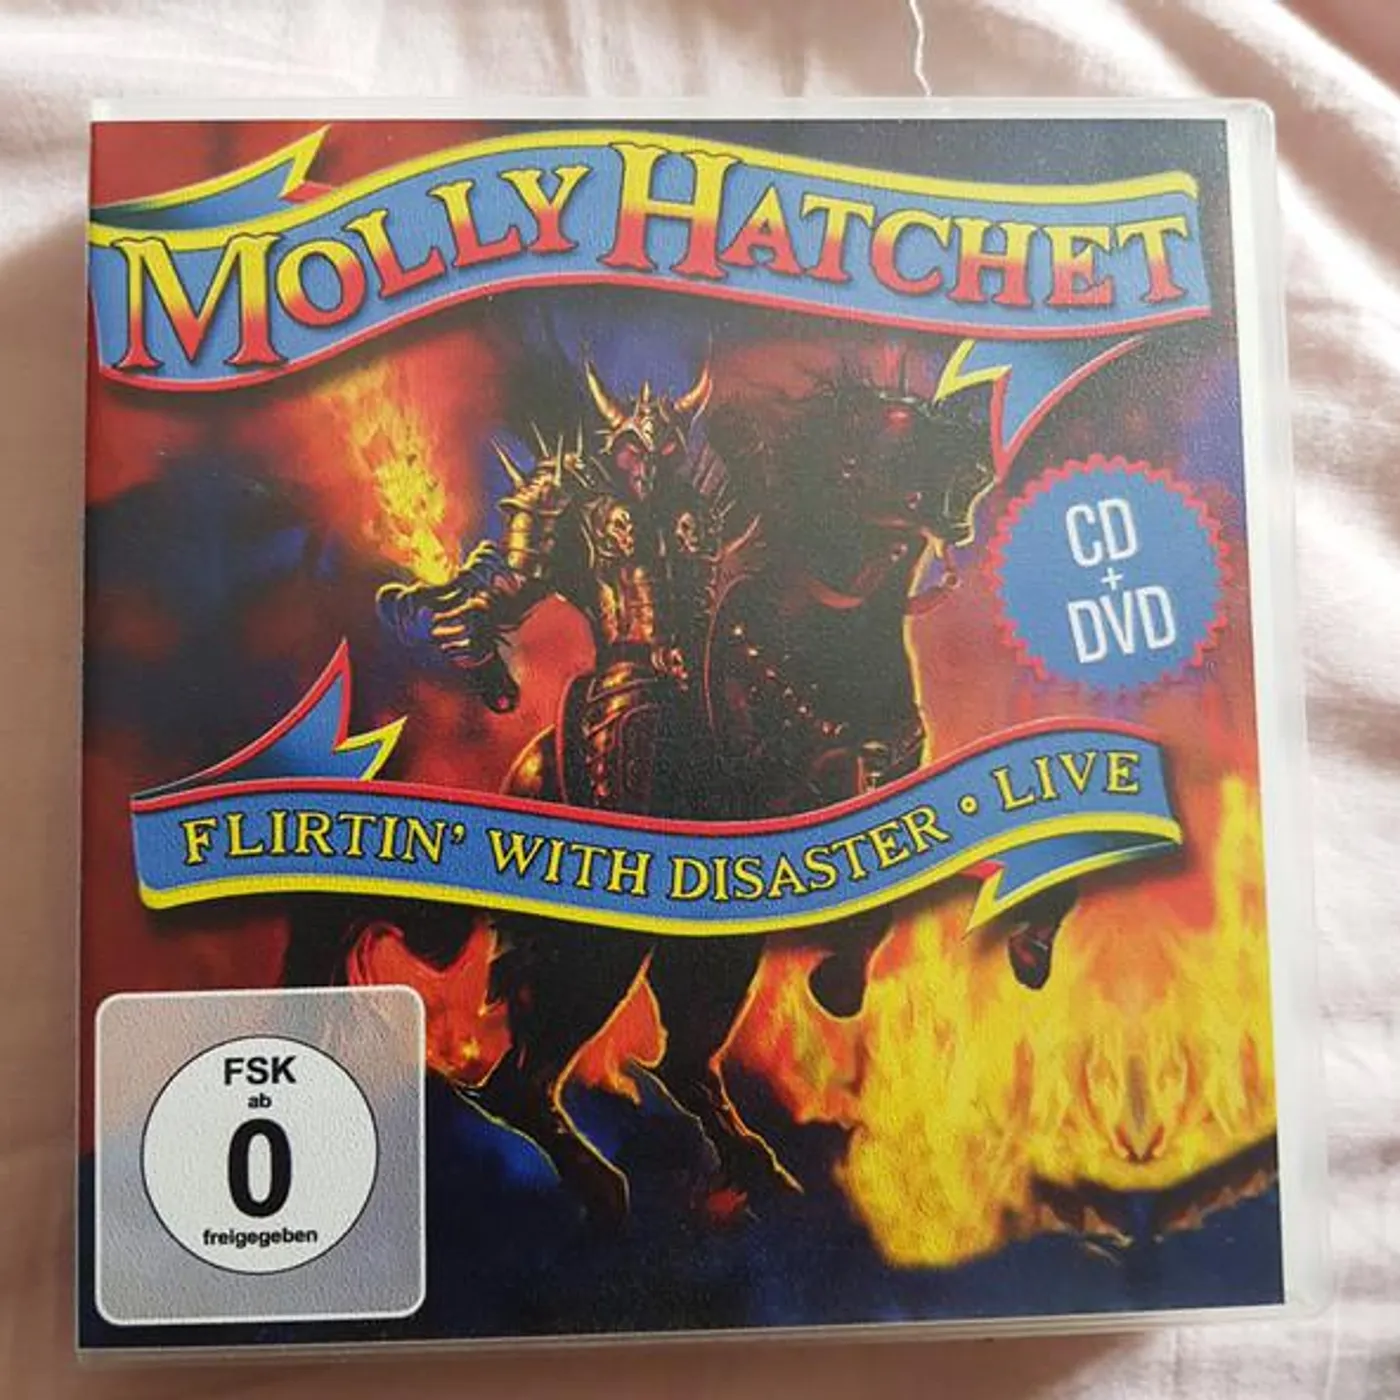 MOLLY HATCHET
CD
+
DVD
FLIRTIN' WITH DISASTER • LIVE
FSK
ab
0
freigegeben